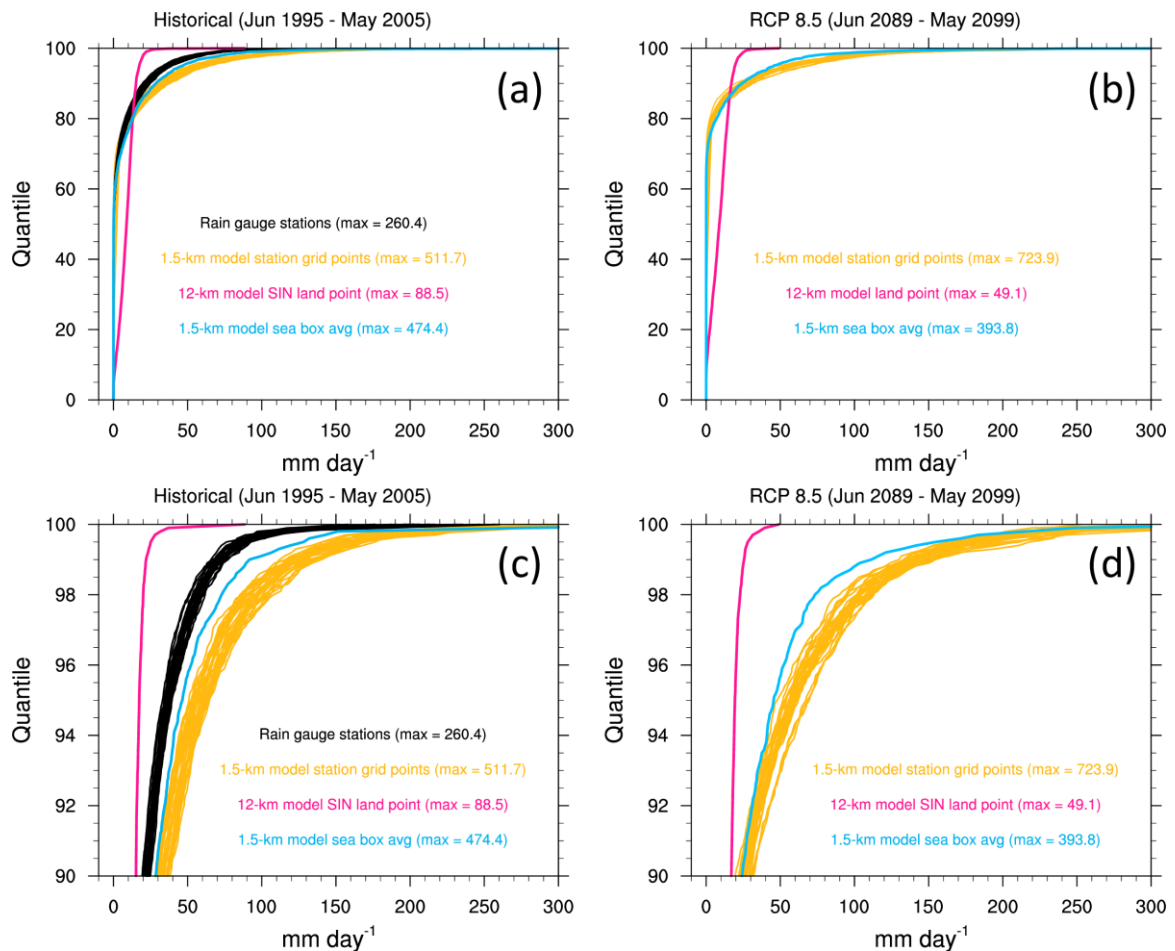 Historical (Jun 1995 - May 2005)
100
80
60
40
20
0
Quantile
(a)
Rain gauge stations (max = 260.4)
1.5-km model station grid points (max = 511.7)
12-km model SIN land point (max = 88.5)
1.5-km model sea box avg (max = 474.4)
0 50 100 150 200 250 300
mm day-1
RCP 8.5 (Jun 2089 - May 2099)
100
80
60
40
20
0
Quantile
(b)
1.5-km model station grid points (max = 723.9)
12-km model land point (max = 49.1)
1.5-km sea box avg (max = 393.8)
0 50 100 150 200 250 300
mm day-1
Historical (Jun 1995 - May 2005)
100
98
96
94
92
90
Quantile
(c)
Rain gauge stations (max = 260.4)
1.5-km model station grid points (max = 511.7)
12-km model SIN land point (max = 88.5)
1.5-km model sea box avg (max = 474.4)
0 50 100 150 200 250 300
mm day-1
RCP 8.5 (Jun 2089 - May 2099)
100
98
96
94
92
90
Quantile
(d)
1.5-km model station grid points (max = 723.9)
12-km model SIN land point (max = 49.1)
1.5-km model sea box avg (max = 393.8)
0 50 100 150 200 250 300
mm day-1